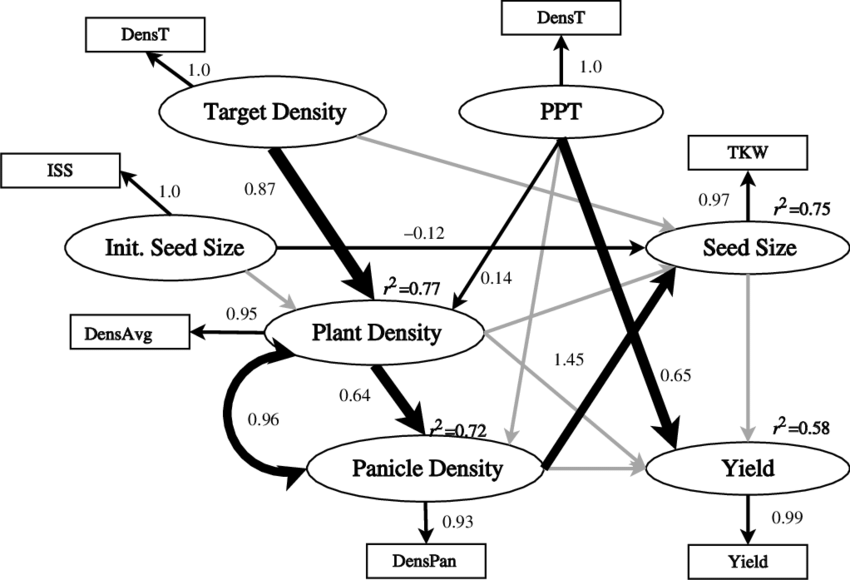 DensT
DensT
1.0
1.0
Target Density
PPT
TKW
ISS
0.87
1.0
0.97
r²=0.75
Init. Seed Size
−0.12
Seed Size
r²=0.77
0.14
0.95
DensAvg
Plant Density
1.45
0.65
0.64
0.96
r²=0.72
r²=0.58
Panicle Density
Yield
0.93
0.99
DensPan
Yield